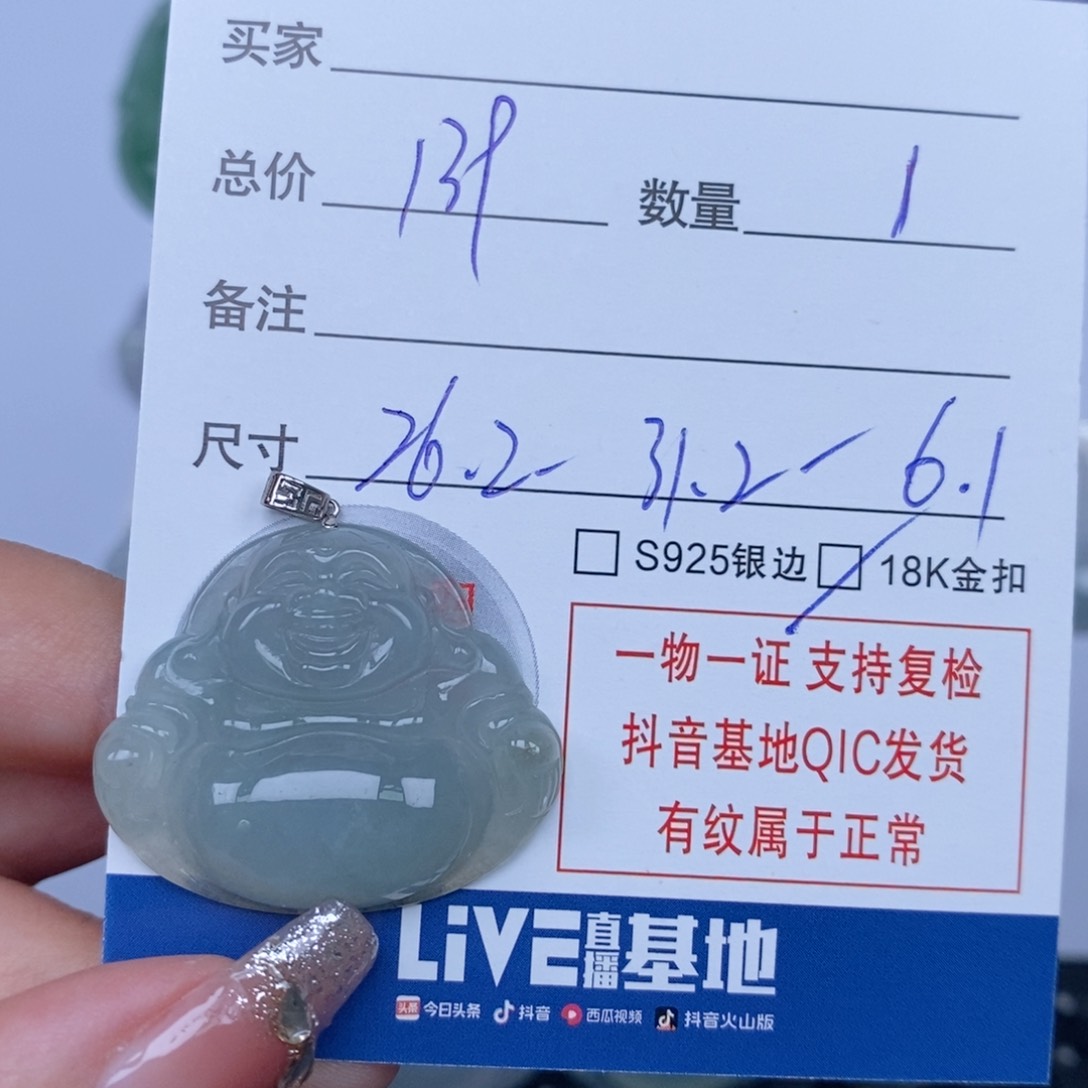 买家
总价 139 数量 1
备注
尺寸 26.2- 31.2- 6.1
S925银边 18K金扣
一物一证 支持复检
抖音基地QIC发货
有纹属于正常
LiVE直播基地
头条 今日头条 抖音 西瓜视频 抖音火山版